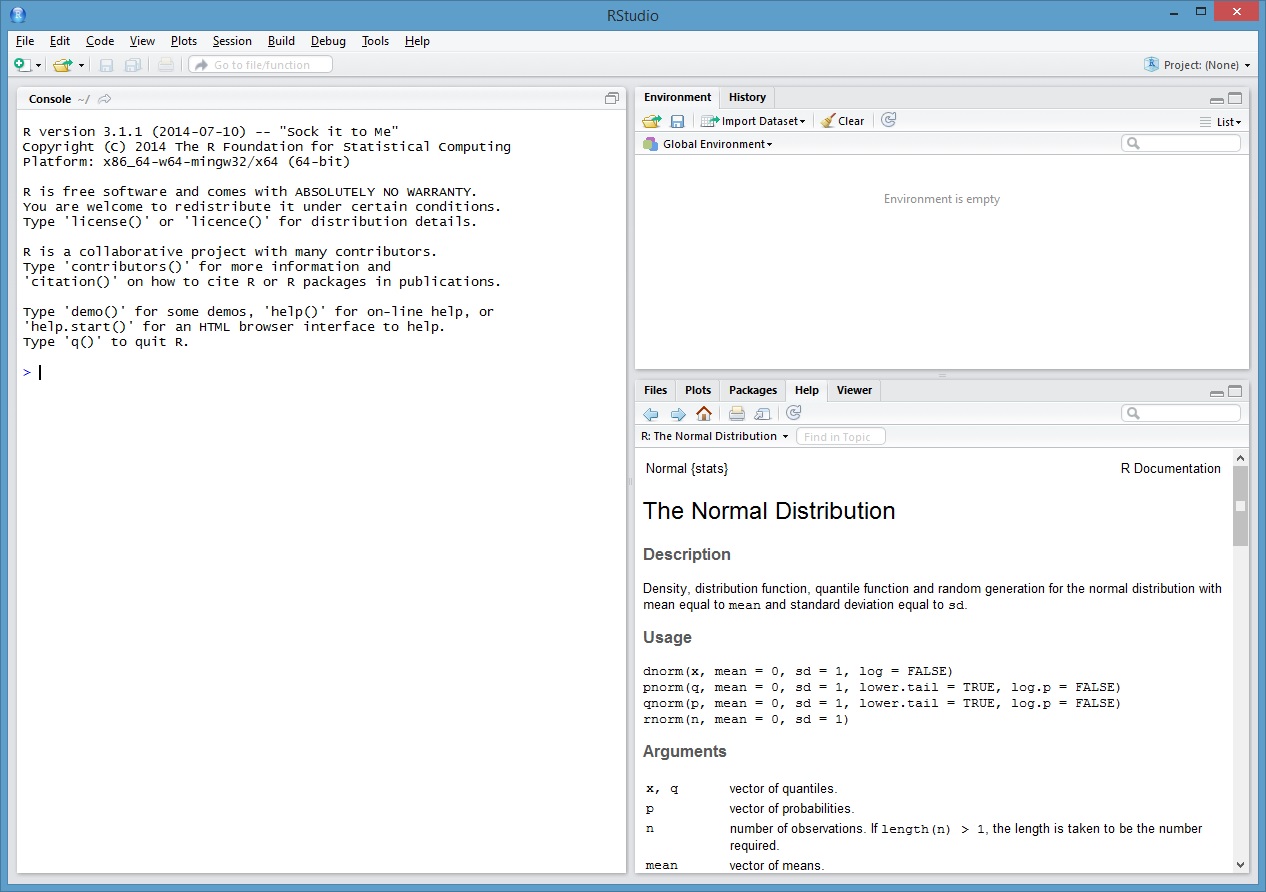 RStudio
File Edit Code View Plots Session Build Debug Tools Help
Go to file/function
Project: (None)
Console ~/
R version 3.1.1 (2014-07-10) -- "Sock it to Me"
Copyright (C) 2014 The R Foundation for Statistical Computing
Platform: x86_64-w64-mingw32/x64 (64-bit)
R is free software and comes with ABSOLUTELY NO WARRANTY.
You are welcome to redistribute it under certain conditions.
Type 'license()' or 'licence()' for distribution details.
R is a collaborative project with many contributors.
Type 'contributors()' for more information and
'citation()' on how to cite R or R packages in publications.
Type 'demo()' for some demos, 'help()' for on-line help, or
'help.start()' for an HTML browser interface to help.
Type 'q()' to quit R.
>
Environment History
Import Dataset Clear List
Global Environment
Environment is empty
Files Plots Packages Help Viewer
R: The Normal Distribution Find in Topic
Normal {stats} R Documentation
The Normal Distribution
Description
Density, distribution function, quantile function and random generation for the normal distribution with
mean equal to mean and standard deviation equal to sd.
Usage
dnorm(x, mean = 0, sd = 1, log = FALSE)
pnorm(q, mean = 0, sd = 1, lower.tail = TRUE, log.p = FALSE)
qnorm(p, mean = 0, sd = 1, lower.tail = TRUE, log.p = FALSE)
rnorm(n, mean = 0, sd = 1)
Arguments
x, q vector of quantiles.
p vector of probabilities.
n number of observations. If length(n) > 1, the length is taken to be the number
required.
mean vector of means.